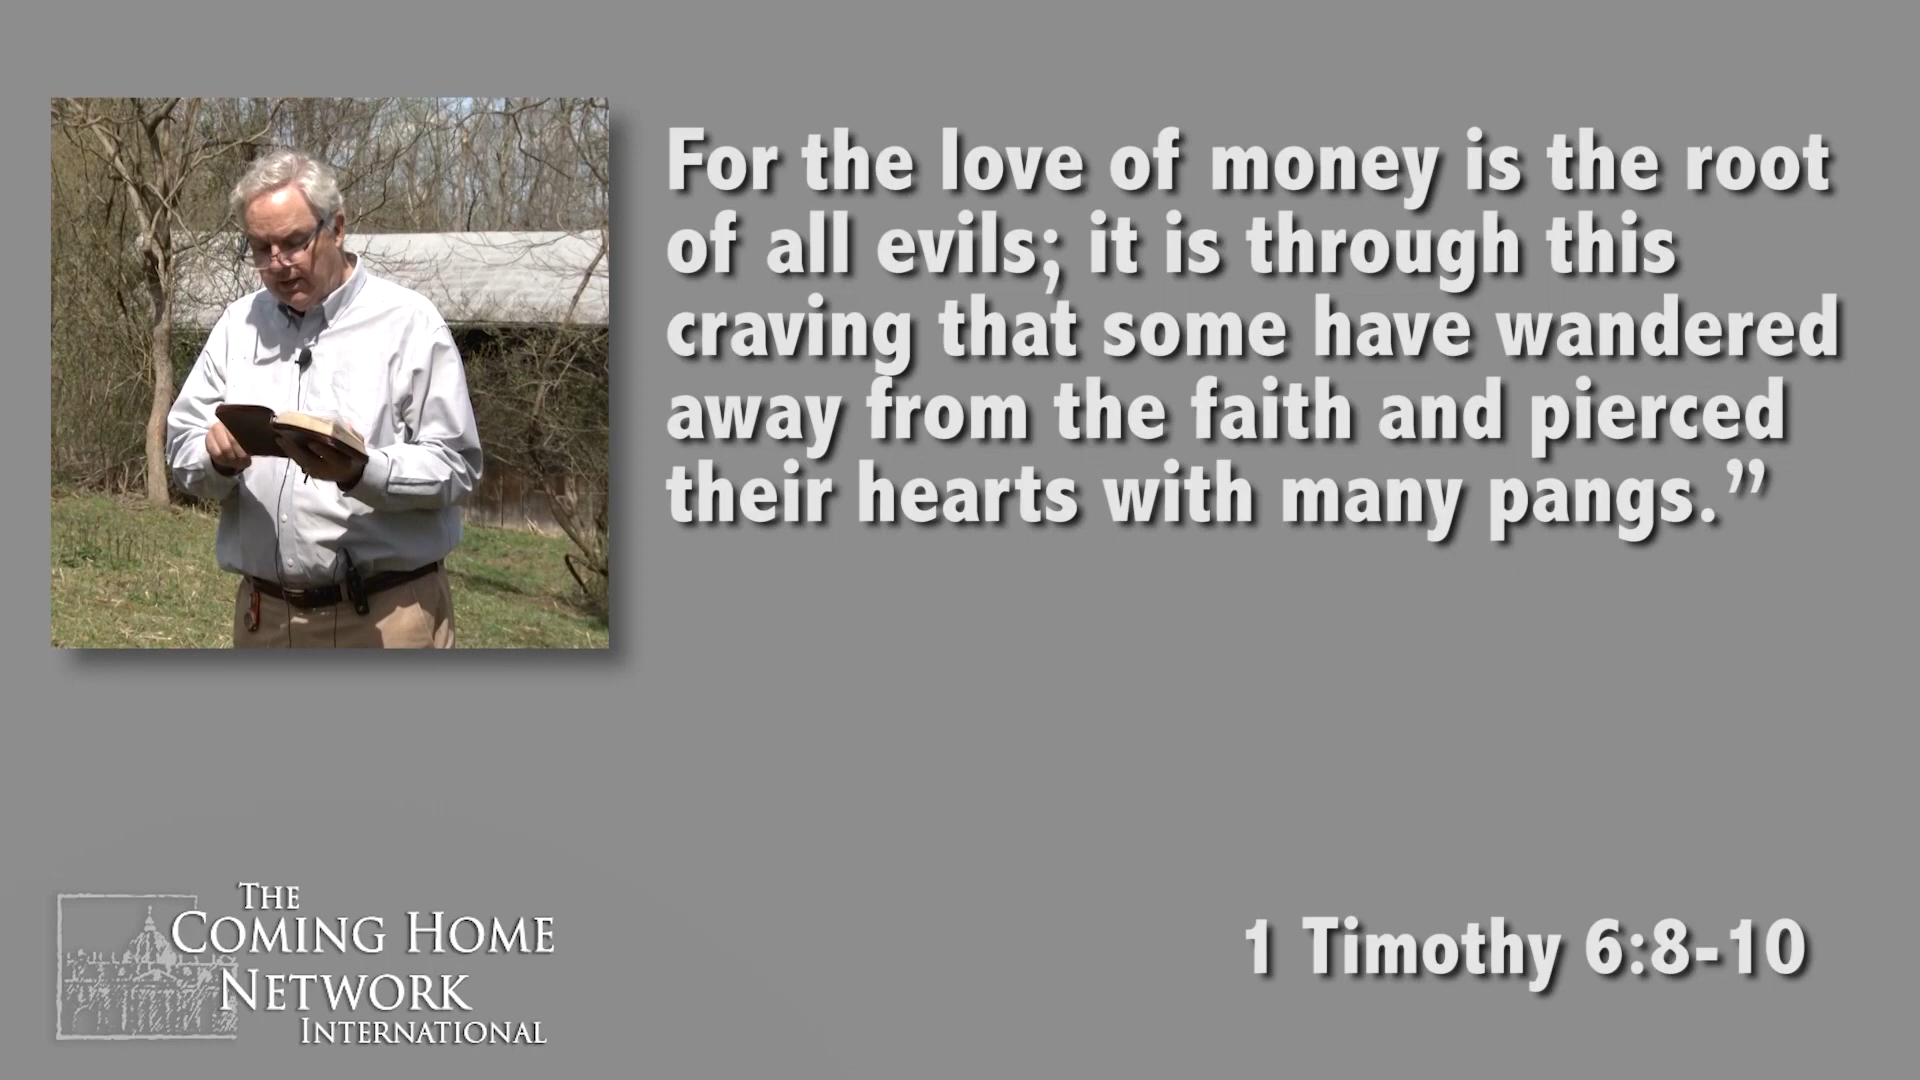 For the love of money is the root
of all evils; it is through this
craving that some have wandered
away from the faith and pierced
their hearts with many pangs.”
1 Timothy 6:8-10
THE
COMING HOME
NETWORK
INTERNATIONAL